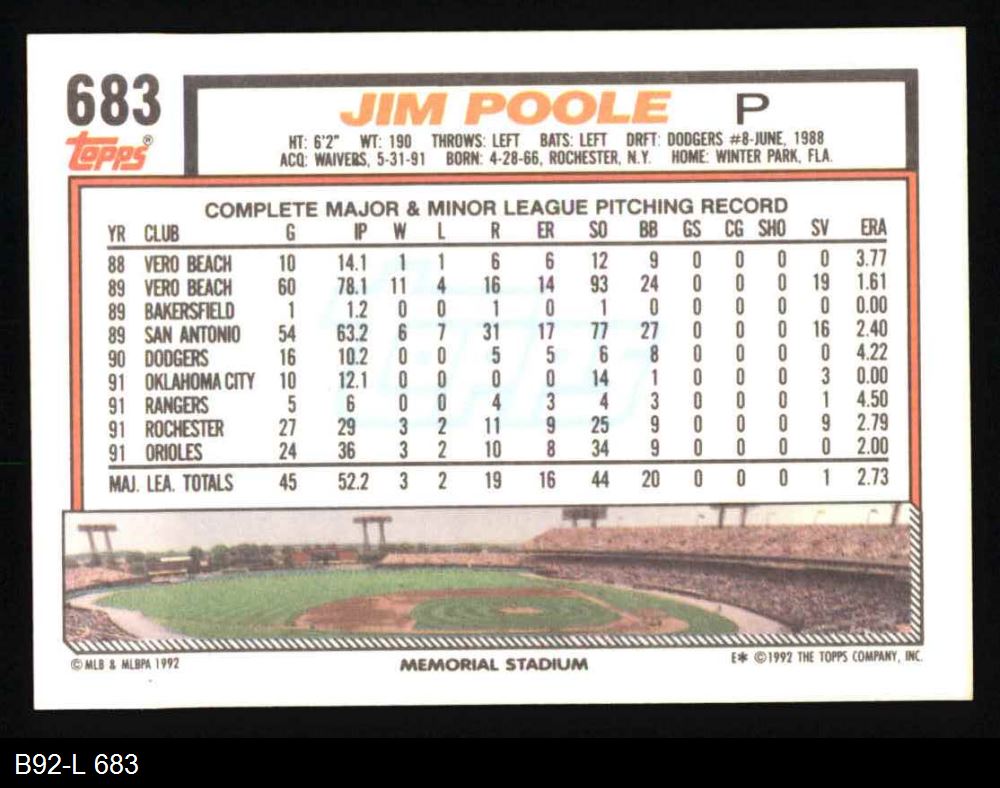 683
Topps®
JIM POOLE P
HT: 6'2" WT: 190 THROWS: LEFT BATS: LEFT DRFT: DODGERS #8-JUNE, 1988
ACQ: WAIVERS, 5-31-91 BORN: 4-28-66, ROCHESTER, N.Y. HOME: WINTER PARK, FLA.
COMPLETE MAJOR & MINOR LEAGUE PITCHING RECORD
YR CLUB G IP W L R ER SO BB GS CG SHO SV ERA
88 VERO BEACH 10 14.1 1 1 6 6 12 9 0 0 0 0 3.77
89 VERO BEACH 60 78.1 11 4 16 14 93 24 0 0 0 19 1.61
89 BAKERSFIELD 1 1.2 0 0 1 0 1 0 0 0 0 0 0.00
89 SAN ANTONIO 54 63.2 6 7 31 17 77 27 0 0 0 16 2.40
90 DODGERS 16 10.2 0 0 5 5 6 8 0 0 0 0 4.22
91 OKLAHOMA CITY 10 12.1 0 0 0 0 14 1 0 0 0 3 0.00
91 RANGERS 5 6 0 0 4 3 4 3 0 0 0 1 4.50
91 ROCHESTER 27 29 3 2 11 9 25 9 0 0 0 9 2.79
91 ORIOLES 24 36 3 2 10 8 34 9 0 0 0 0 2.00
MAJ. LEA. TOTALS 45 52.2 3 2 19 16 44 20 0 0 0 1 2.73
© MLB & MLBPA 1992 MEMORIAL STADIUM E* ©1992 THE TOPPS COMPANY, INC.
B92-L 683